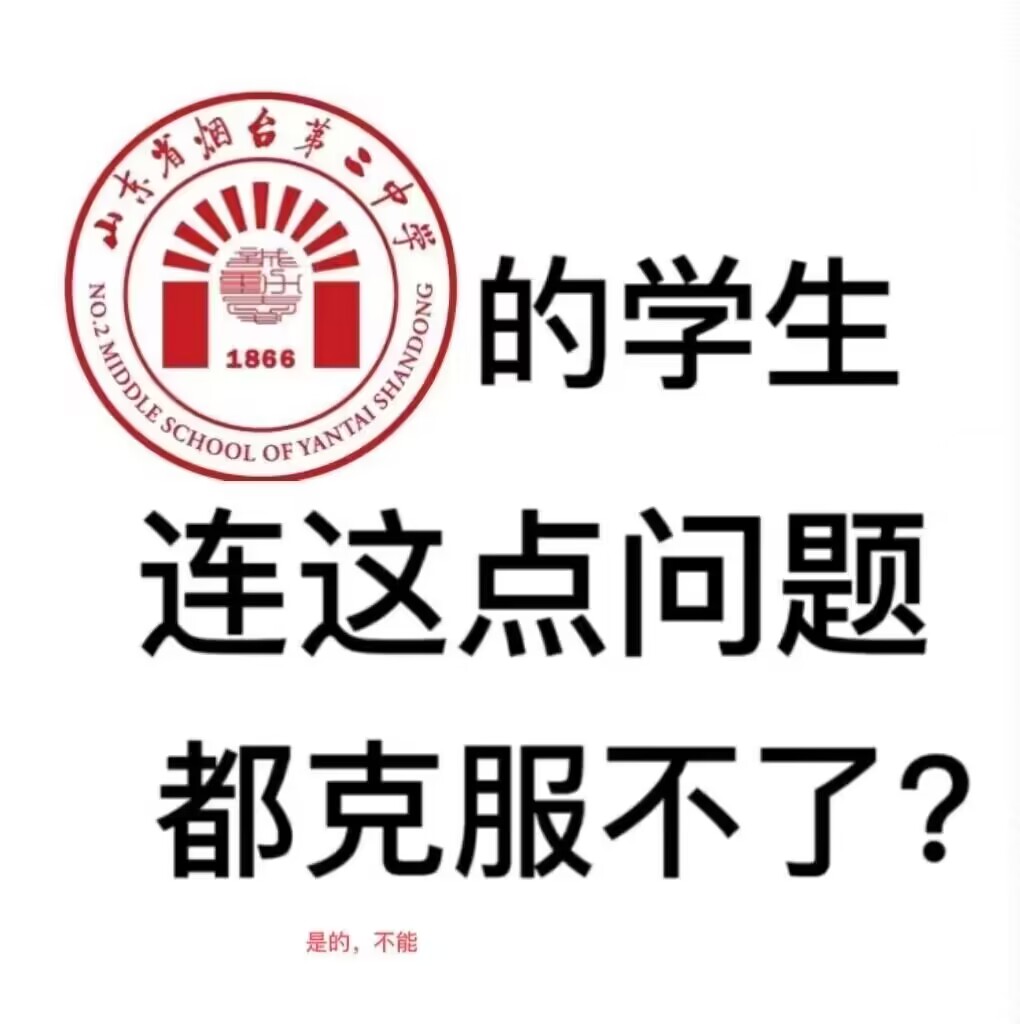 山东省烟台第二中学
1866
NO.2 MIDDLE SCHOOL OF YANTAI SHANDONG
的学生
连这点问题
都克服不了?
是的，不能